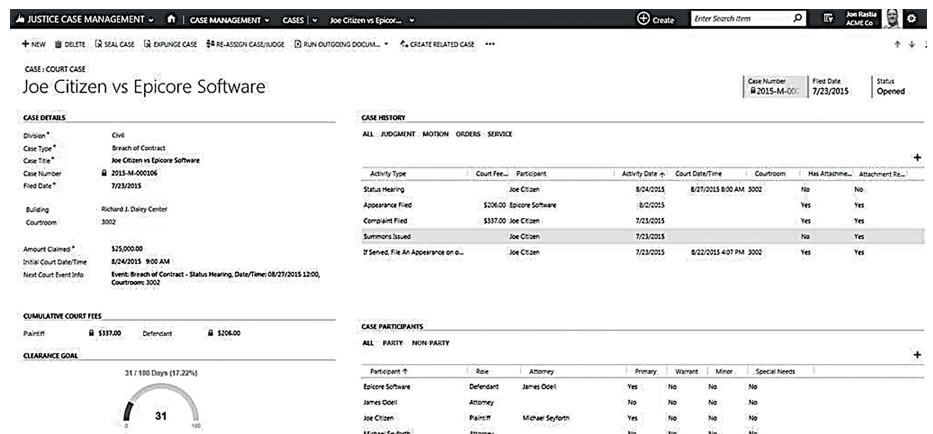 JUSTICE CASE MANAGEMENT CASE MANAGEMENT CASES Joe Citizen vs Epicor... Create Enter Search Item Joe Rastia
ACME Co
NEW DELETE SEAL CASE EXPUNGE CASE RE-ASSIGN CASE/JUDGE RUN OUTGOING DOCUM... CREATE RELATED CASE ...
CASE : COURT CASE
Joe Citizen vs Epicore Software
Case Number Filed Date Status
2015-M-000 7/23/2015 Opened
CASE DETAILS
Division * Civil
Case Type * Breach of Contract
Case Title * Joe Citizen vs Epicore Software
Case Number 2015-M-000106
Filed Date * 7/23/2015
Building Richard J. Daley Center
Courtroom 3002
Amount Claimed * $25,000.00
Initial Court Date/Time 8/24/2015 9:00 AM
Next Court Event Info Event: Breach of Contract - Status Hearing, Date/Time: 08/27/2015 12:00,
Courtroom: 3002
CUMULATIVE COURT FEES
Plaintiff $337.00 Defendant $206.00
CLEARANCE GOAL
31 / 180 Days (17.22%)
31
0 180
CASE HISTORY
ALL JUDGMENT MOTION ORDERS SERVICE
Activity Type Court Fee... Participant Activity Date Court Date/Time Courtroom Has Attachme... Attachment Re...
Status Hearing Joe Citizen 8/24/2015 8/27/2015 8:00 AM 3002 No No
Appearance Filed $206.00 Epicore Software 8/2/2015 Yes Yes
Complaint Filed $337.00 Joe Citizen 7/23/2015 Yes Yes
Summons Issued Joe Citizen 7/23/2015 No Yes
If Served, File An Appearance on o... Joe Citizen 7/23/2015 8/22/2015 4:07 PM 3002 Yes Yes
CASE PARTICIPANTS
ALL PARTY NON-PARTY
Participant Role Attorney Primary Warrant Minor Special Needs
Epicore Software Defendant James Odell Yes No No No
James Odell Attorney No No No No
Joe Citizen Plaintiff Michael Seyforth Yes No No No
Michael Seyforth Attorney No No No No